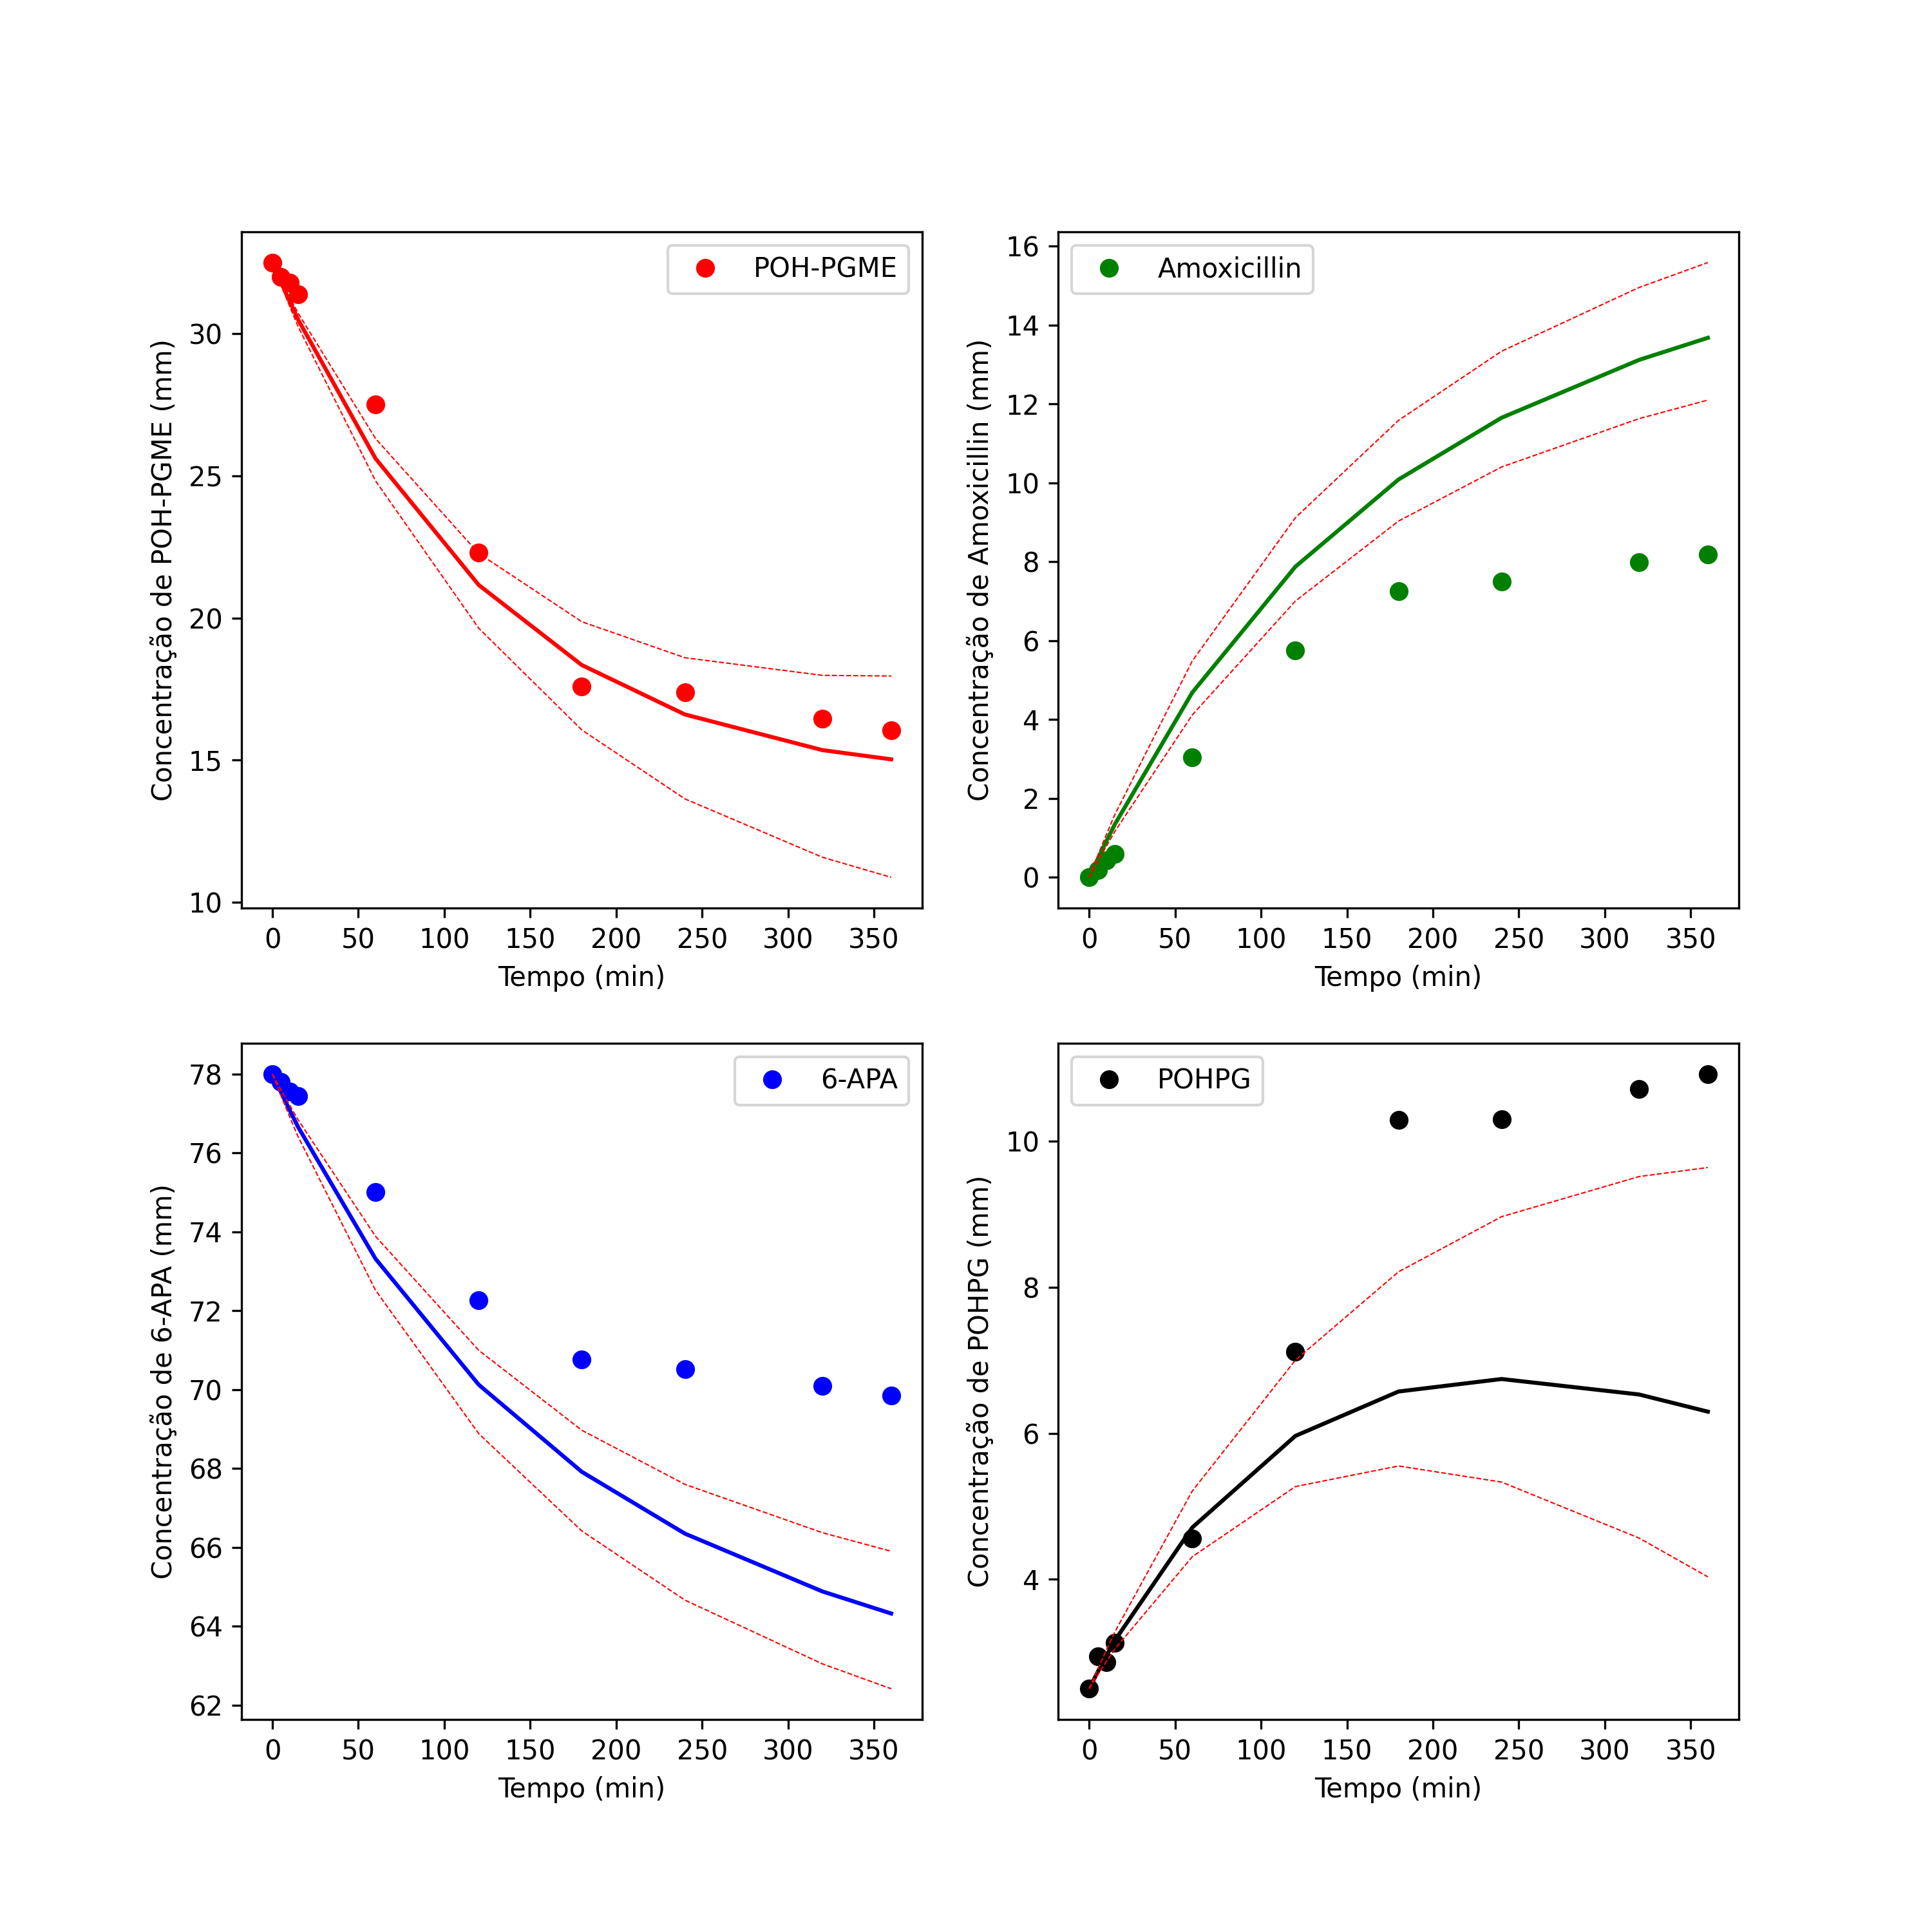 POH-PGME
Concentração de POH-PGME (mm)
30
25
20
15
10
0 50 100 150 200 250 300 350
Tempo (min)
Amoxicillin
Concentração de Amoxicillin (mm)
16
14
12
10
8
6
4
2
0
0 50 100 150 200 250 300 350
Tempo (min)
6-APA
Concentração de 6-APA (mm)
78
76
74
72
70
68
66
64
62
0 50 100 150 200 250 300 350
Tempo (min)
POHPG
Concentração de POHPG (mm)
10
8
6
4
0 50 100 150 200 250 300 350
Tempo (min)